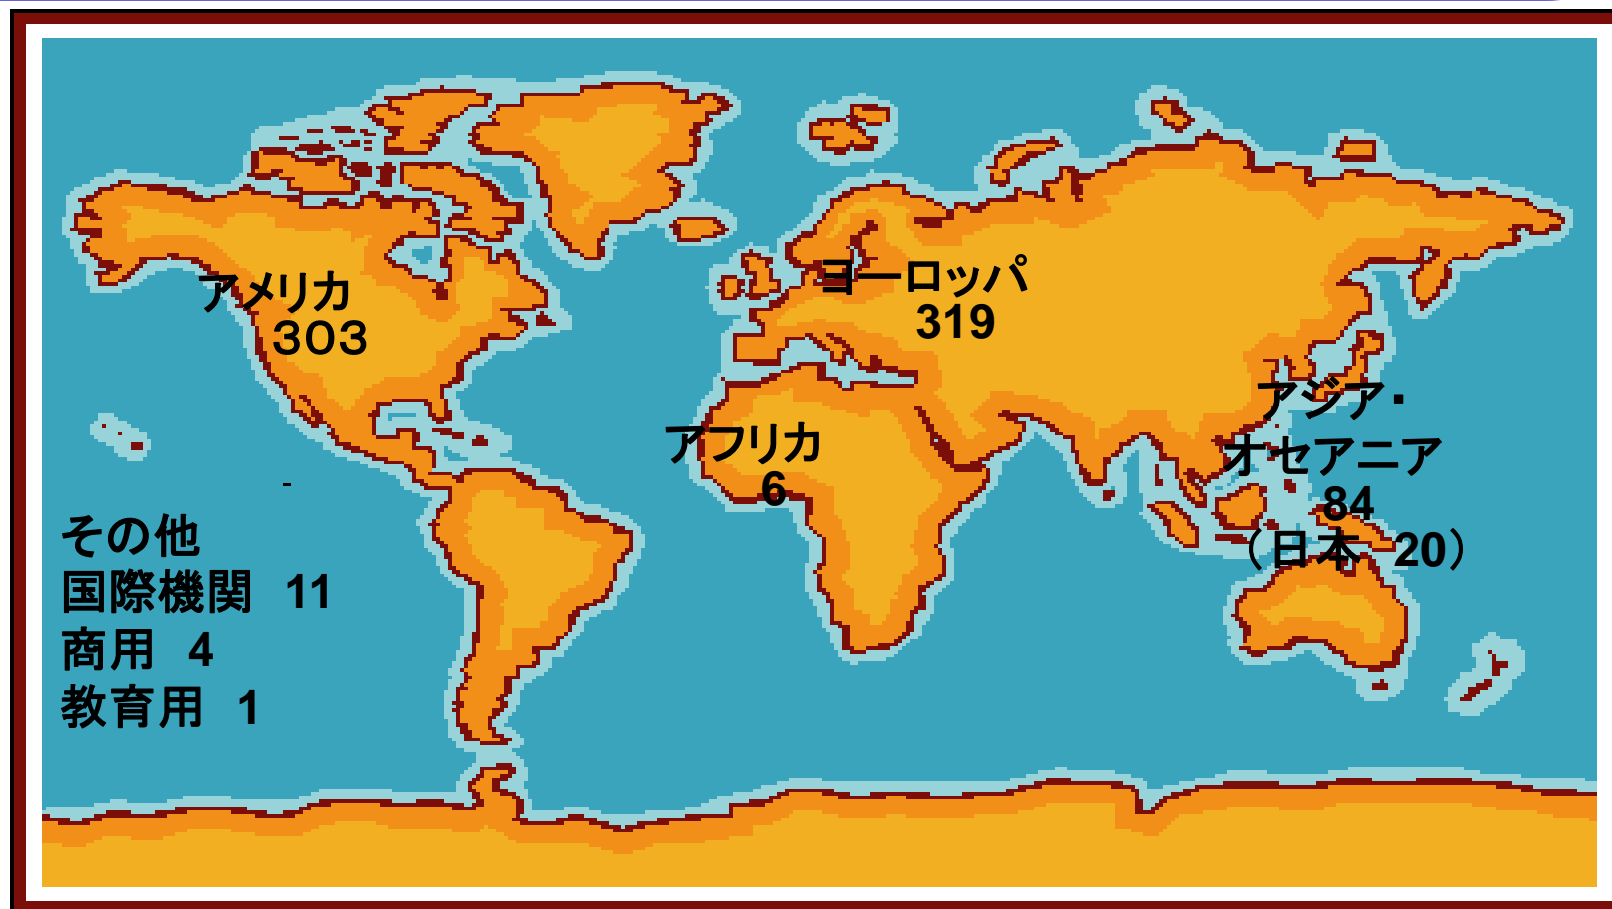 アメリカ
303
ヨーロッパ
319
アフリカ
6
アジア・
オセアニア
84
（日本　20）
その他
国際機関　11
商用　4
教育用　1